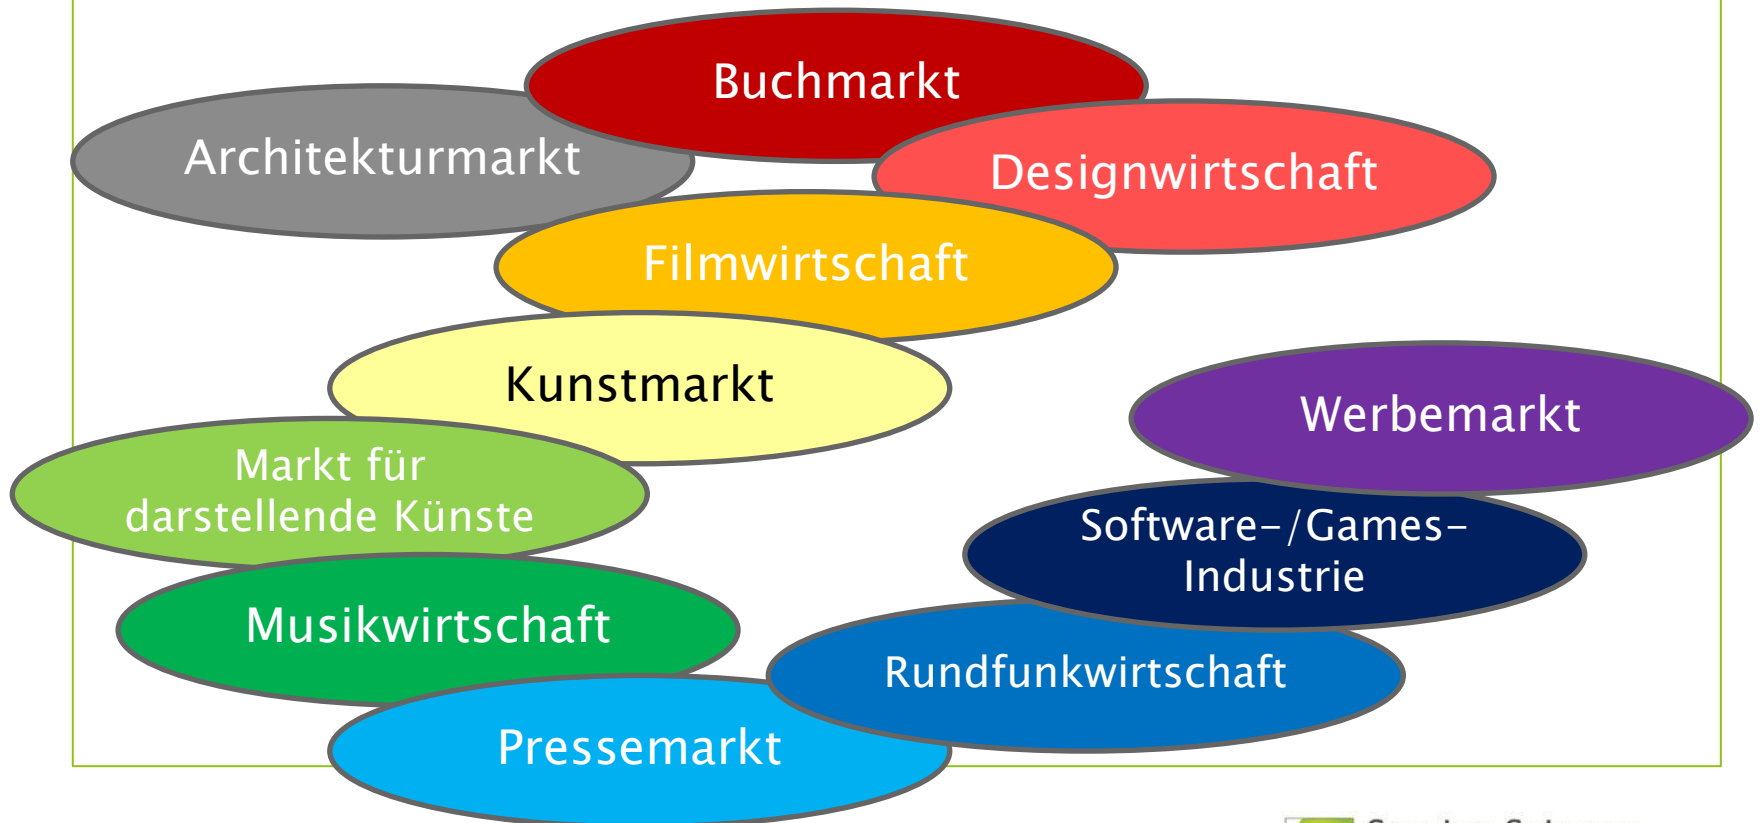 Buchmarkt
Architekturmarkt
Designwirtschaft
Filmwirtschaft
Kunstmarkt
Werbemarkt
Markt für
darstellende Künste
Software-/Games-
Industrie
Musikwirtschaft
Rundfunkwirtschaft
Pressemarkt